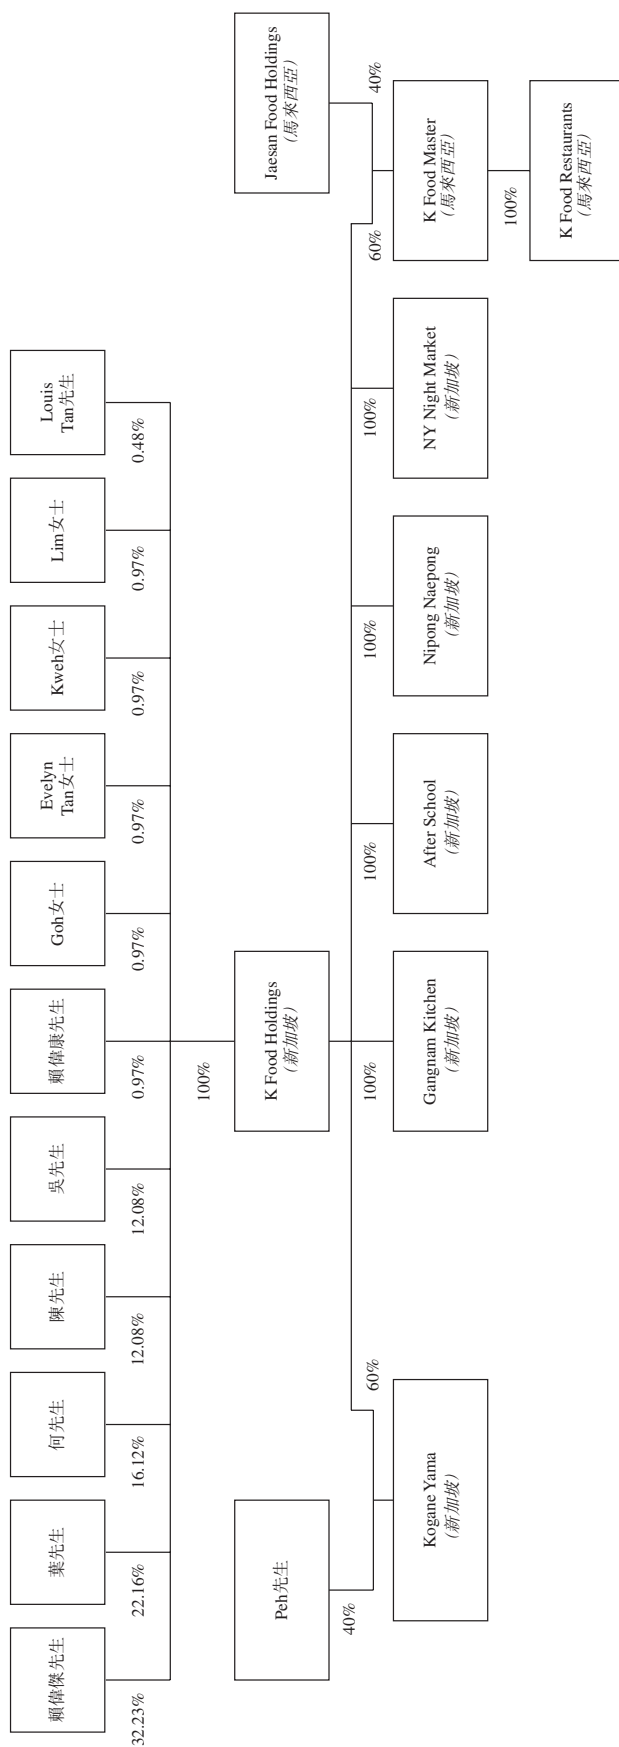 賴偉傑先生
葉先生
何先生
陳先生
吳先生
賴偉康先生
Goh女士
Evelyn
Tan女士
Kweh女士
Lim女士
Louis
Tan先生
32.23%
22.16%
16.12%
12.08%
12.08%
0.97%
0.97%
0.97%
0.97%
0.97%
0.48%
100%
Peh先生
K Food Holdings
(新加坡)
Jaesan Food Holdings
(馬來西亞)
40%
60%
100%
100%
100%
100%
60%
40%
Kogane Yama
(新加坡)
Gangnam Kitchen
(新加坡)
After School
(新加坡)
Nipong Naepong
(新加坡)
NY Night Market
(新加坡)
K Food Master
(馬來西亞)
100%
K Food Restaurants
(馬來西亞)